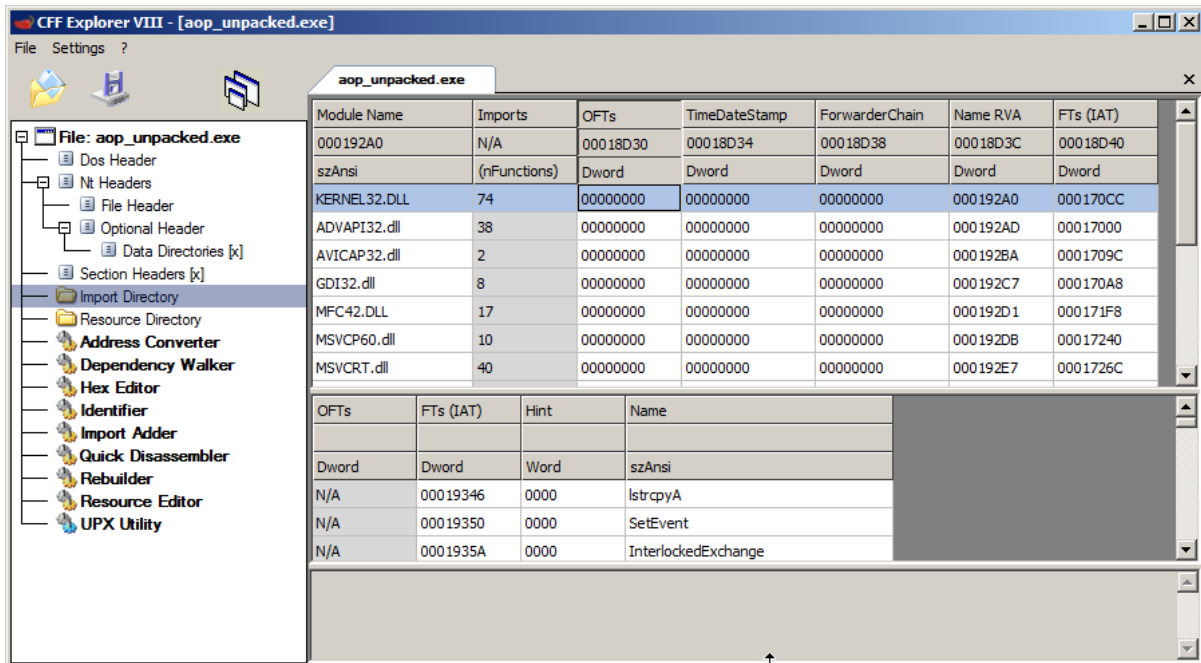 CFF Explorer VIII - [aop_unpacked.exe]
File Settings ?
aop_unpacked.exe
File: aop_unpacked.exe
Dos Header
Nt Headers
File Header
Optional Header
Data Directories [x]
Section Headers [x]
Import Directory
Resource Directory
Address Converter
Dependency Walker
Hex Editor
Identifier
Import Adder
Quick Disassembler
Rebuilder
Resource Editor
UPX Utility
Module Name Imports OFTs TimeDateStamp ForwarderChain Name RVA FTs (IAT)
000192A0 N/A 00018D30 00018D34 00018D38 00018D3C 00018D40
szAnsi (nFunctions) Dword Dword Dword Dword Dword
KERNEL32.DLL 74 00000000 00000000 00000000 000192A0 000170CC
ADVAPI32.dll 38 00000000 00000000 00000000 000192AD 00017000
AVICAP32.dll 2 00000000 00000000 00000000 000192BA 0001709C
GDI32.dll 8 00000000 00000000 00000000 000192C7 000170A8
MFC42.DLL 17 00000000 00000000 00000000 000192D1 000171F8
MSVCP60.dll 10 00000000 00000000 00000000 000192DB 00017240
MSVCRT.dll 40 00000000 00000000 00000000 000192E7 0001726C
OFTs FTs (IAT) Hint Name
Dword Dword Word szAnsi
N/A 00019346 0000 lstrcpyA
N/A 00019350 0000 SetEvent
N/A 0001935A 0000 InterlockedExchange